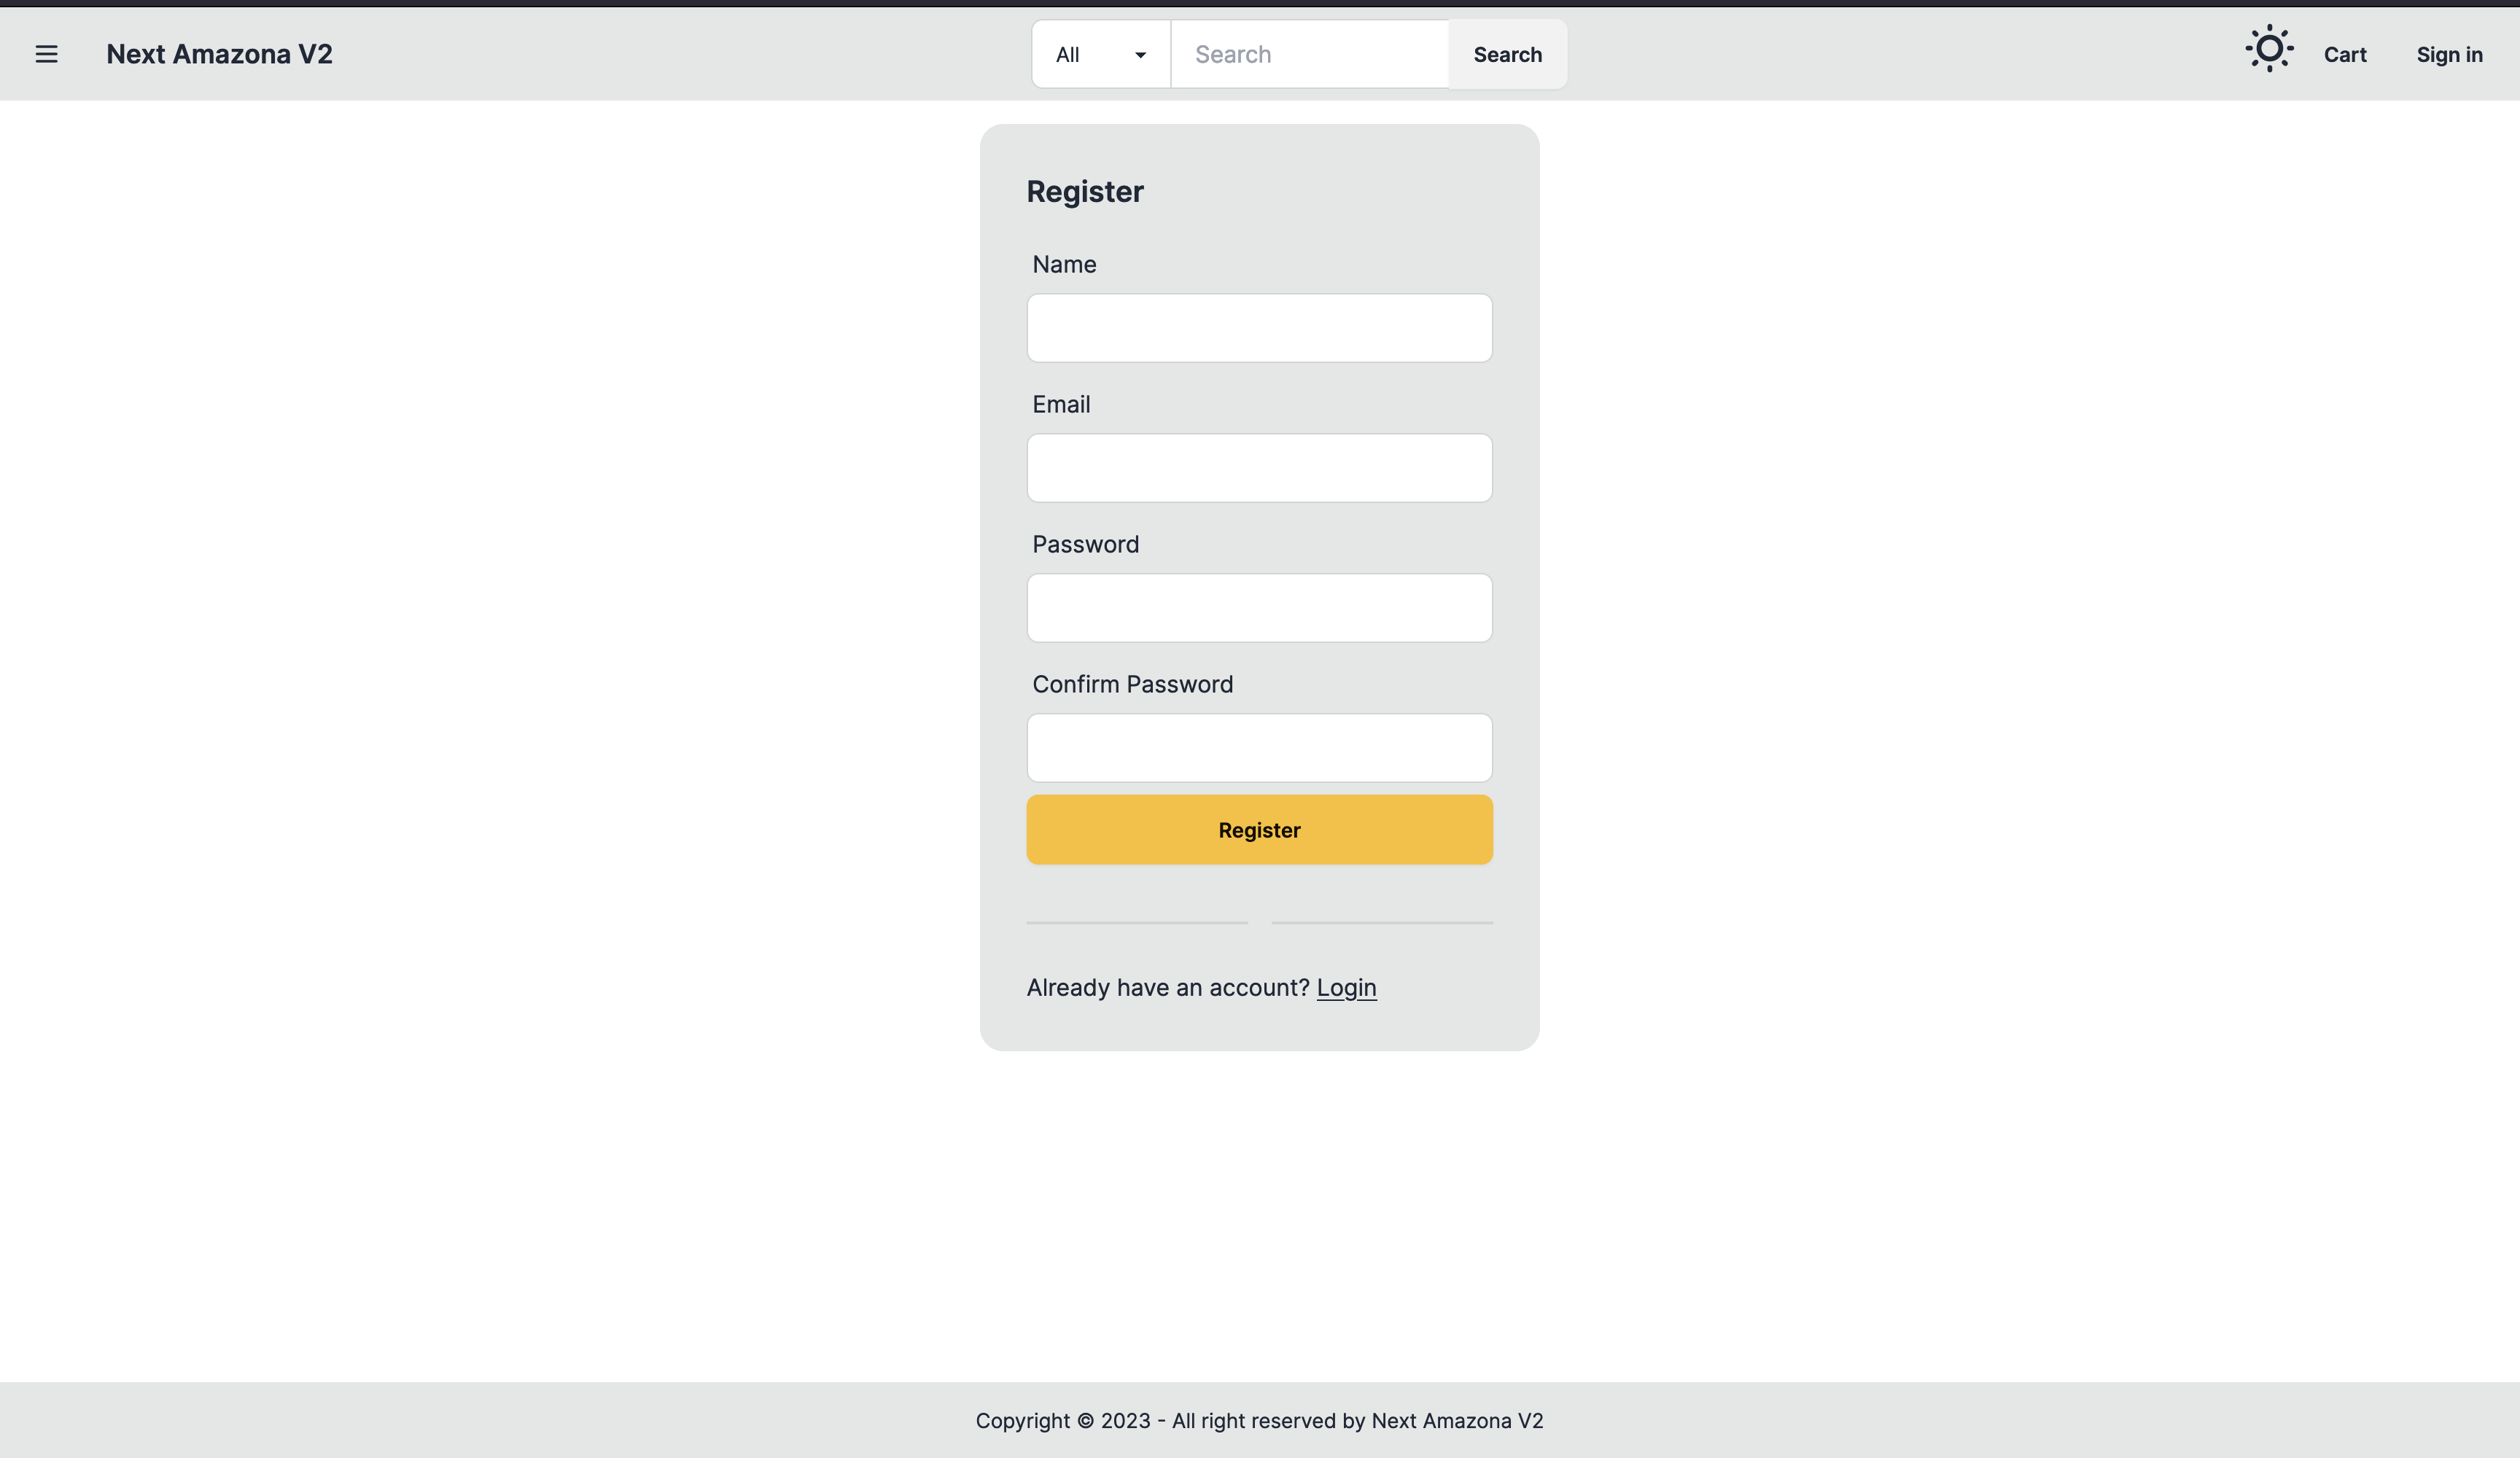 Next Amazona V2
All
Search
Search
Cart
Sign in
Register
Name
Email
Password
Confirm Password
Register
Already have an account? Login
Copyright © 2023 - All right reserved by Next Amazona V2